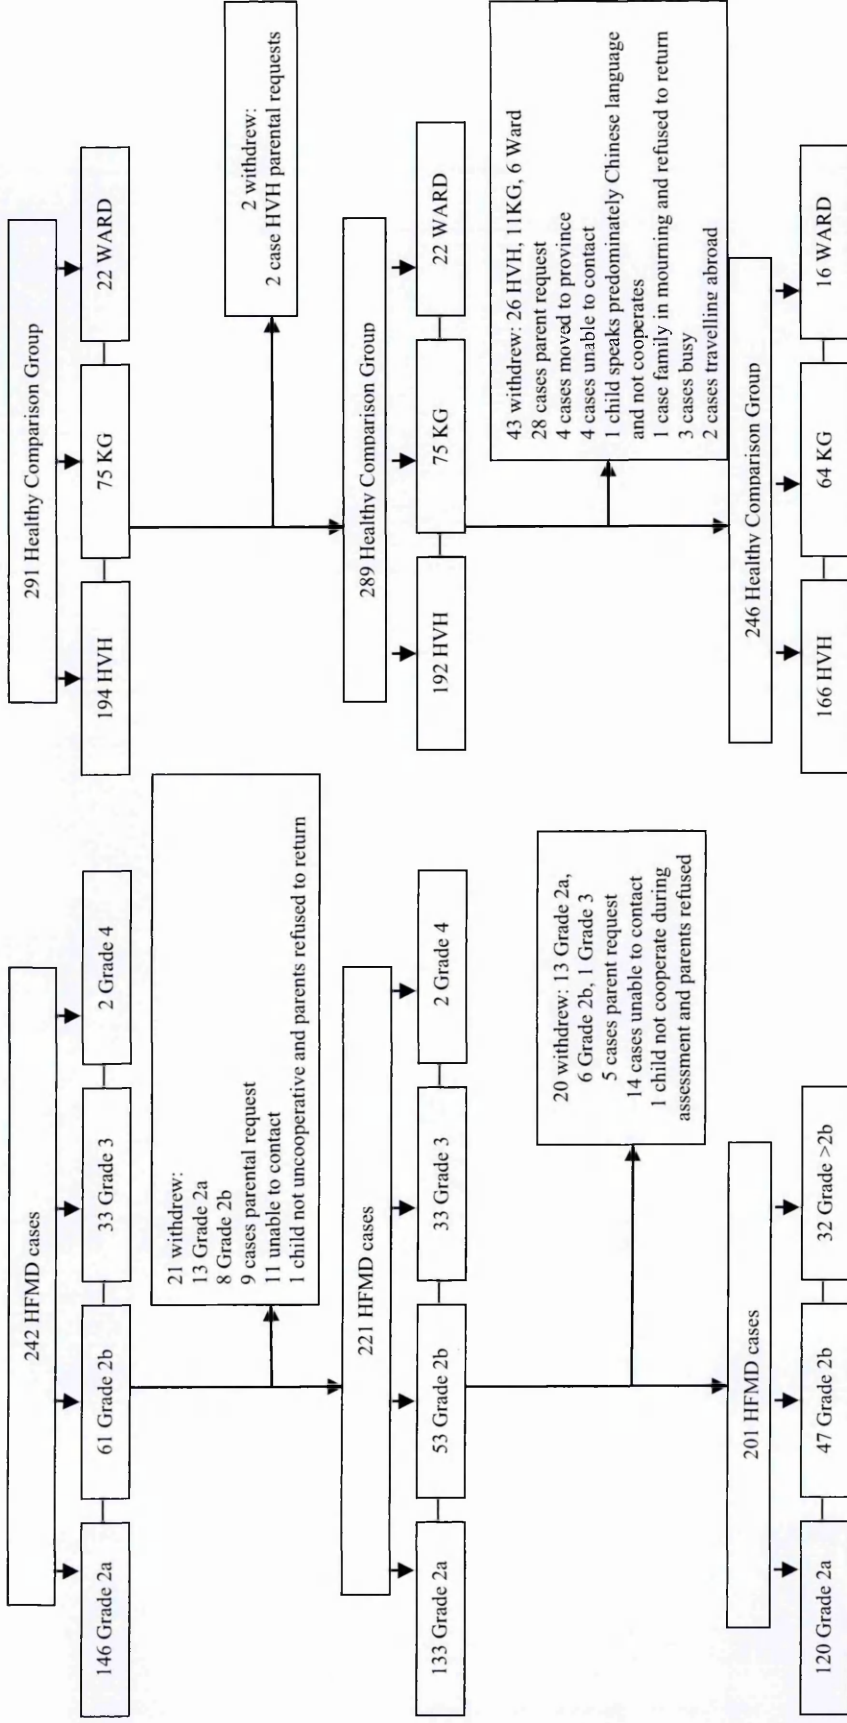 242 HFMD cases
146 Grade 2a
61 Grade 2b
33 Grade 3
2 Grade 4
21 withdrew:
13 Grade 2a
8 Grade 2b
9 cases parental request
11 unable to contact
1 child not uncooperative and parents refused to return
221 HFMD cases
133 Grade 2a
53 Grade 2b
33 Grade 3
2 Grade 4
20 withdrew: 13 Grade 2a,
6 Grade 2b, 1 Grade 3
5 cases parent request
14 cases unable to contact
1 child not cooperate during
assessment and parents refused
201 HFMD cases
120 Grade 2a
47 Grade 2b
32 Grade >2b
291 Healthy Comparison Group
194 HVH
75 KG
22 WARD
2 withdrew:
2 case HVH parental requests
289 Healthy Comparison Group
192 HVH
75 KG
22 WARD
43 withdrew: 26 HVH, 11KG, 6 Ward
28 cases parent request
4 cases moved to province
4 cases unable to contact
1 child speaks predominately Chinese language
and not cooperates
1 case family in mourning and refused to return
3 cases busy
2 cases travelling abroad
246 Healthy Comparison Group
166 HVH
64 KG
16 WARD